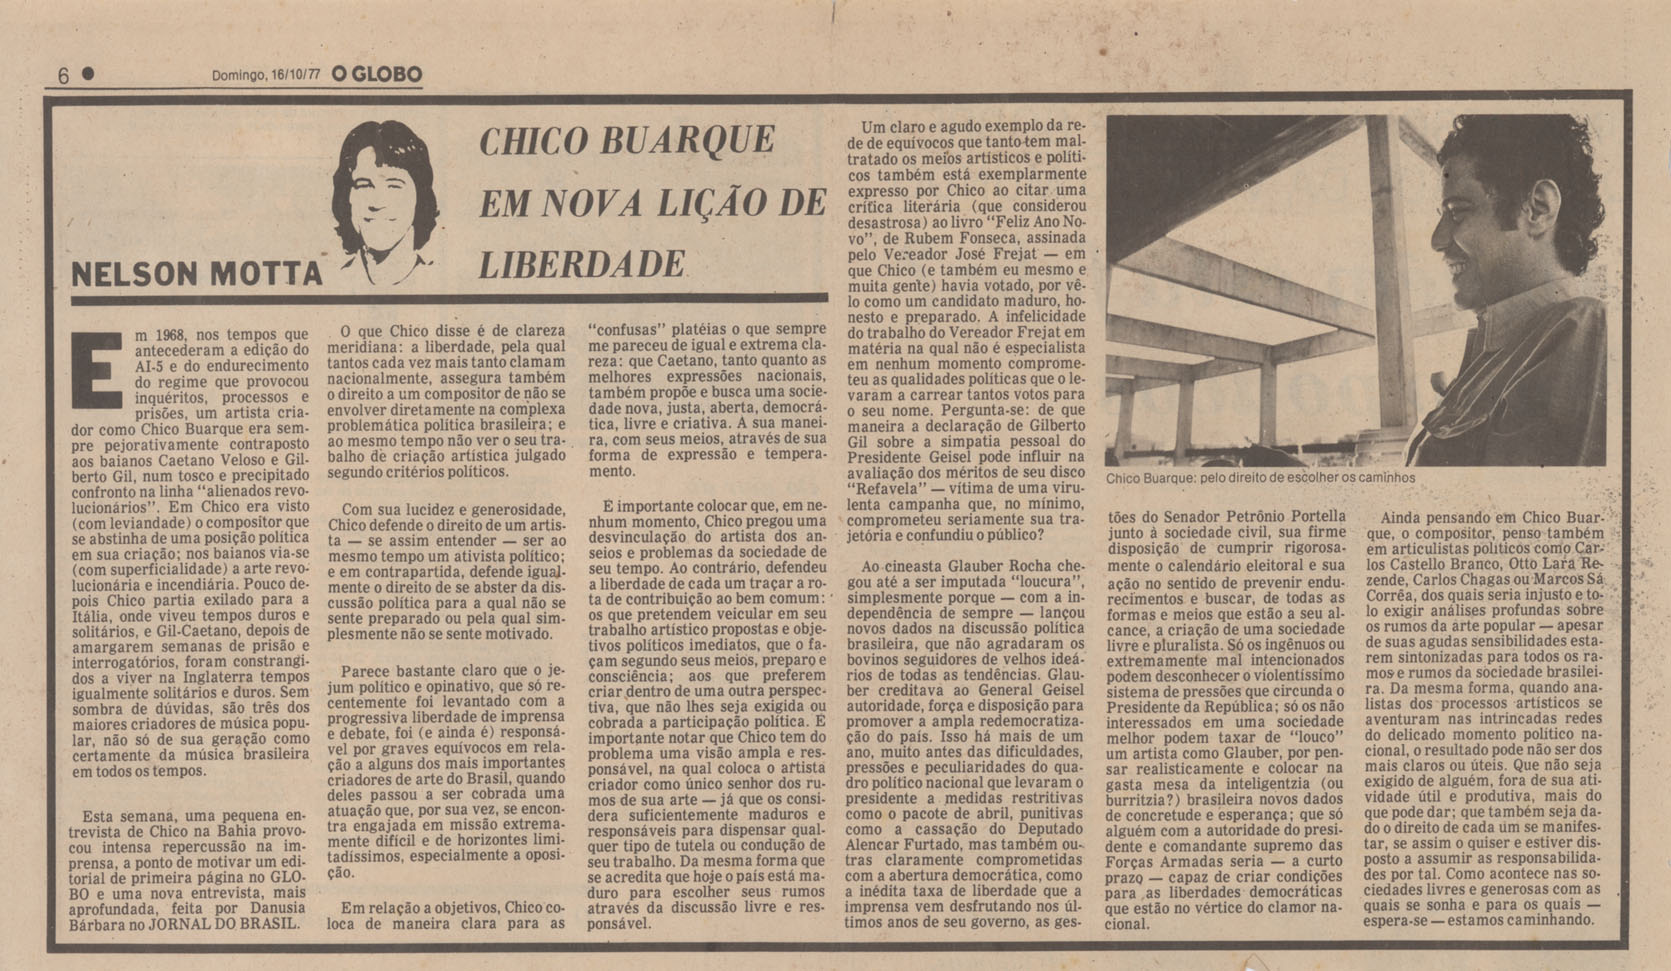 6 ●
Domingo, 16/10/77 O GLOBO
NELSON MOTTA
CHICO BUARQUE
EM NOVA LIÇÃO DE
LIBERDADE
Em 1968, nos tempos que
antecederam a edição do
AI-5 e do endurecimento
do regime que provocou
inquéritos, processos e
prisões, um artista cria-
dor como Chico Buarque era sem-
pre pejorativamente contraposto
aos baianos Caetano Veloso e Gil-
berto Gil, num tosco e precipitado
confronto na linha “alienados revo-
lucionários”. Em Chico era visto
(com leviandade) o compositor que
se abstinha de uma posição política
em sua criação; nos baianos via-se
(com superficialidade) a arte revo-
lucionária e incendiária. Pouco de-
pois Chico partia exilado para a
Itália, onde viveu tempos duros e
solitários, e Gil-Caetano, depois de
amargarem semanas de prisão e
interrogatórios, foram constrangi-
dos a viver na Inglaterra tempos
igualmente solitários e duros. Sem
sombra de dúvidas, são três dos
maiores criadores de música popu-
lar, não só de sua geração como
certamente da música brasileira
em todos os tempos.
Esta semana, uma pequena en-
trevista de Chico na Bahia provo-
cou intensa repercussão na im-
prensa, a ponto de motivar um edi-
torial de primeira página no GLO-
BO e uma nova entrevista, mais
aprofundada, feita por Danusia
Bárbara no JORNAL DO BRASIL.
O que Chico disse é de clareza
meridiana: a liberdade, pela qual
tantos cada vez mais tanto clamam
nacionalmente, assegura também
o direito a um compositor de não se
envolver diretamente na complexa
problemática política brasileira; e
ao mesmo tempo não ver o seu tra-
balho de criação artística julgado
segundo critérios políticos.
Com sua lucidez e generosidade,
Chico defende o direito de um artis-
ta — se assim entender — ser ao
mesmo tempo um ativista político;
e em contrapartida, defende igual-
mente o direito de se abster da dis-
cussão política para a qual não se
sente preparado ou pela qual sim-
plesmente não se sente motivado.
Parece bastante claro que o je-
jum político e opinativo, que só re-
centemente foi levantado com a
progressiva liberdade de imprensa
e debate, foi (e ainda é) responsá-
vel por graves equívocos em rela-
ção a alguns dos mais importantes
criadores de arte do Brasil, quando
deles passou a ser cobrada uma
atuação que, por sua vez, se encon-
tra engajada em missão extrema-
mente difícil e de horizontes limi-
tadíssimos, especialmente a oposi-
ção.
Em relação a objetivos, Chico co-
loca de maneira clara para as
“confusas” platéias o que sempre
me pareceu de igual e extrema cla-
reza: que Caetano, tanto quanto as
melhores expressões nacionais,
também propõe e busca uma socie-
dade nova, justa, aberta, democrá-
tica, livre e criativa. A sua manei-
ra, com seus meios, através de sua
forma de expressão e tempera-
mento.
É importante colocar que, em ne-
nhum momento, Chico pregou uma
desvinculação do artista dos an-
seios e problemas da sociedade de
seu tempo. Ao contrário, defendeu
a liberdade de cada um traçar a ro-
ta de contribuição ao bem comum:
os que pretendem veicular em seu
trabalho artístico propostas e obje-
tivos políticos imediatos, que o fa-
çam segundo seus meios, preparo e
consciência; aos que preferem
criar dentro de uma outra perspec-
tiva, que não lhes seja exigida ou
cobrada a participação política. É
importante notar que Chico tem do
problema uma visão ampla e res-
ponsável, na qual coloca o artista
criador como único senhor dos ru-
mos de sua arte — já que os consi-
dera suficientemente maduros e
responsáveis para dispensar qual-
quer tipo de tutela ou condução de
seu trabalho. Da mesma forma que
se acredita que hoje o país está ma-
duro para escolher seus rumos
através da discussão livre e res-
ponsável.
Um claro e agudo exemplo da re-
de de equívocos que tanto tem mal-
tratado os meios artísticos e políti-
cos também está exemplarmente
expresso por Chico ao citar uma
crítica literária (que considerou
desastrosa) ao livro “Feliz Ano No-
vo”, de Rubem Fonseca, assinada
pelo Vereador José Frejat — em
que Chico (e também eu mesmo e
muita gente) havia votado, por vê-
lo como um candidato maduro, ho-
nesto e preparado. A infelicidade
do trabalho do Vereador Frejat em
matéria na qual não é especialista
em nenhum momento comprome-
teu as qualidades políticas que o le-
varam a carrear tantos votos para
o seu nome. Pergunta-se: de que
maneira a declaração de Gilberto
Gil sobre a simpatia pessoal do
Presidente Geisel pode influir na
avaliação dos méritos de seu disco
“Refavela” — vítima de uma viru-
lenta campanha que, no mínimo,
comprometeu seriamente sua tra-
jetória e confundiu o público?
Ao cineasta Glauber Rocha che-
gou até a ser imputada “loucura”,
simplesmente porque — com a in-
dependência de sempre — lançou
novos dados na discussão política
brasileira, que não agradaram os
bovinos seguidores de velhos ideá-
rios de todas as tendências. Glau-
ber creditava ao General Geisel
autoridade, força e disposição para
promover a ampla redemocratiza-
ção do país. Isso há mais de um
ano, muito antes das dificuldades,
pressões e peculiaridades do qua-
dro político nacional que levaram o
presidente a medidas restritivas
como o pacote de abril, punitivas
como a cassação do Deputado
Alencar Furtado, mas também ou-
tras claramente comprometidas
com a abertura democrática, como
a inédita taxa de liberdade que a
imprensa vem desfrutando nos úl-
timos anos de seu governo, as ges-
Chico Buarque: pelo direito de escolher os caminhos
tões do Senador Petrônio Portella
junto à sociedade civil, sua firme
disposição de cumprir rigorosa-
mente o calendário eleitoral e sua
ação no sentido de prevenir endu-
recimentos e buscar, de todas as
formas e meios que estão a seu al-
cance, a criação de uma sociedade
livre e pluralista. Só os ingênuos ou
extremamente mal intencionados
podem desconhecer o violentíssimo
sistema de pressões que circunda o
Presidente da República; só os não
interessados em uma sociedade
melhor podem taxar de “louco”
um artista como Glauber, por pen-
sar realisticamente e colocar na
gasta mesa da inteligentzia (ou
burritzia?) brasileira novos dados
de concretude e esperança; que só
alguém com a autoridade do presi-
dente e comandante supremo das
Forças Armadas seria — a curto
prazo — capaz de criar condições
para as liberdades democráticas
que estão no vértice do clamor na-
cional.
Ainda pensando em Chico Buar-
que, o compositor, penso também
em articulistas políticos como Car-
los Castello Branco, Otto Lara Re-
zende, Carlos Chagas ou Marcos Sá
Corrêa, dos quais seria injusto e to-
lo exigir análises profundas sobre
os rumos da arte popular — apesar
de suas agudas sensibilidades esta-
rem sintonizadas para todos os ra-
mos e rumos da sociedade brasilei-
ra. Da mesma forma, quando ana-
listas dos processos artísticos se
aventuram nas intrincadas redes
do delicado momento político na-
cional, o resultado pode não ser dos
mais claros ou úteis. Que não seja
exigido de alguém, fora de sua ati-
vidade útil e produtiva, mais do
que pode dar; que também seja da-
do o direito de cada um se manifes-
tar, se assim o quiser e estiver dis-
posto a assumir as responsabilida-
des por tal. Como acontece nas so-
ciedades livres e generosas com as
quais se sonha e para os quais —
espera-se — estamos caminhando.